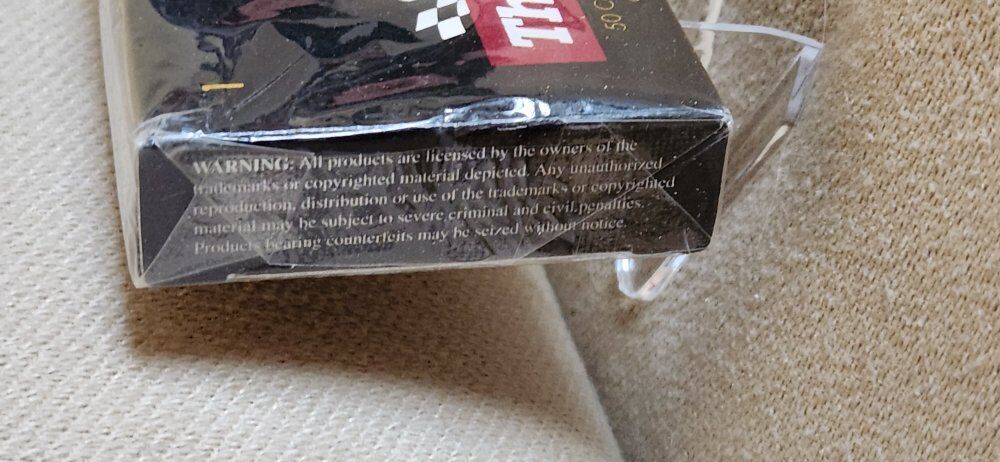 Th
50 C
WARNING: All products are licensed by the owners of the
trademarks or copyrighted material depicted. Any unauthorized
reproduction, distribution or use of the trademarks or copyrighted
material may be subject to severe criminal and civil penalties.
Products bearing counterfeits may be seized without notice.